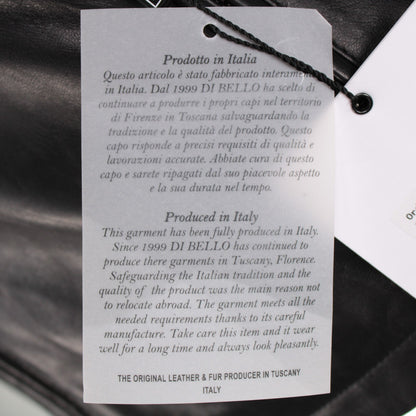 Prodotto in Italia
Questo articolo è stato fabbricato interamente
in Italia. Dal 1999 DI BELLO ha scelto di
continuare a produrre i propri capi nel territorio
di Firenze in Toscana salvaguardando la
tradizione e la qualità del prodotto. Questo
capo risponde a precisi requisiti di qualità e
lavorazioni accurate. Abbiate cura di questo
capo e sarete ripagati dal suo piacevole aspetto
e la sua durata nel tempo.
Produced in Italy
This garment has been fully produced in Italy.
Since 1999 DI BELLO has continued to
produce there garments in Tuscany, Florence.
Safeguarding the Italian tradition and the
quality of the product was the main reason not
to relocate abroad. The garment meets all the
needed requirements thanks to its careful
manufacture. Take care this item and it wear
well for a long time and always look pleasantly.
THE ORIGINAL LEATHER & FUR PRODUCER IN TUSCANY
ITALY